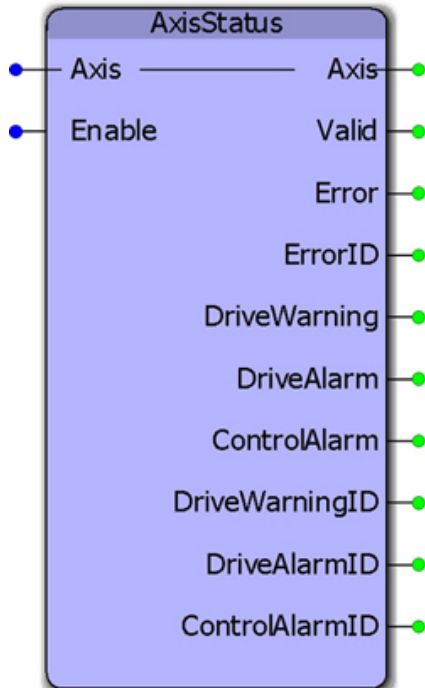 AxisStatus
Axis Axis
Enable Valid
Error
ErrorID
DriveWarning
DriveAlarm
ControlAlarm
DriveWarningID
DriveAlarmID
ControlAlarmID